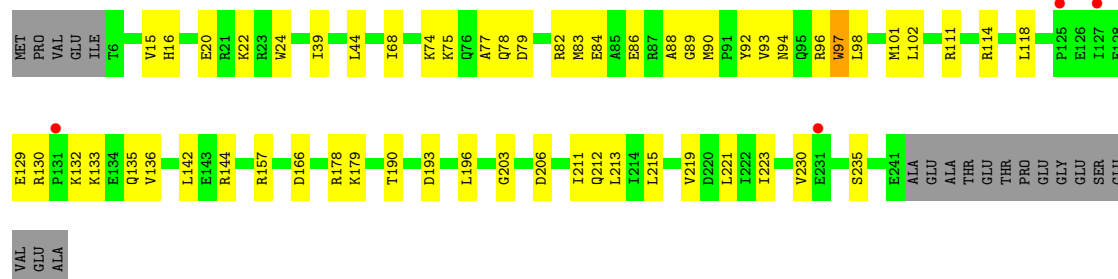 MET
PRO
VAL
GLU
ILE
T6
V15
H16
E20
R21
K22
R23
W24
I39
L44
I68
K74
K75
Q76
A77
Q78
D79
R82
M83
E84
A85
E86
R87
A88
G89
M90
P91
Y92
V93
N94
Q95
R96
W97
L98
M101
L102
R111
R114
L118
P125
E126
I127
E129
R130
P131
K132
K133
E134
Q135
V136
L142
E143
R144
R157
D166
R178
K179
T190
D193
L196
G203
D206
I211
Q212
L213
I214
L215
V219
D220
L221
I222
I223
V230
E231
S235
E241
ALA
GLU
ALA
THR
GLU
THR
PRO
GLU
GLY
GLU
SER
GLU
VAL
GLU
ALA